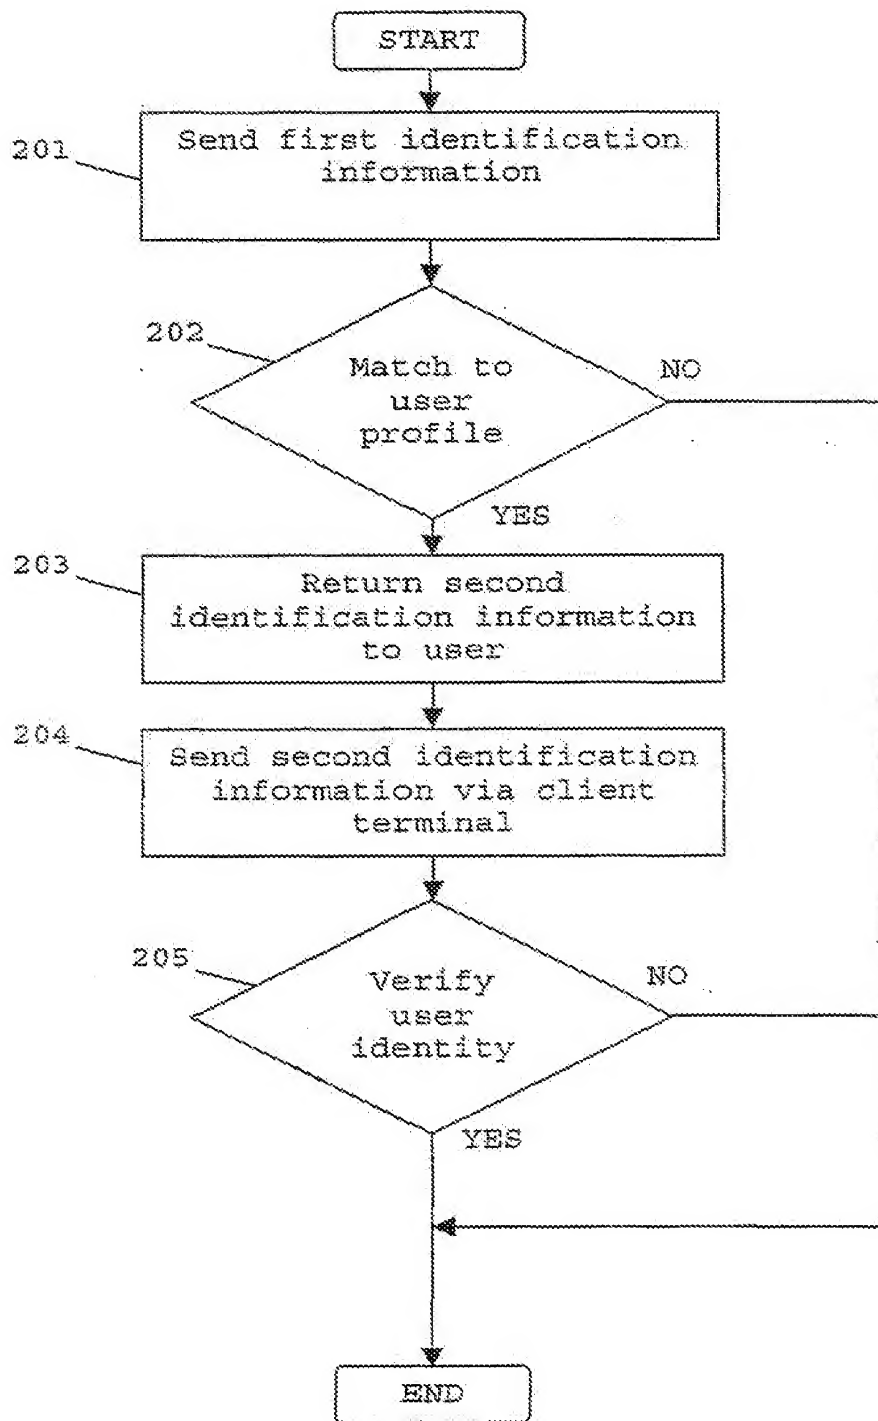 START
201
Send first identification
information
202
Match to
user
profile
NO
YES
203
Return second
identification information
to user
204
Send second identification
information via client
terminal
205
Verify
user
identity
NO
YES
END